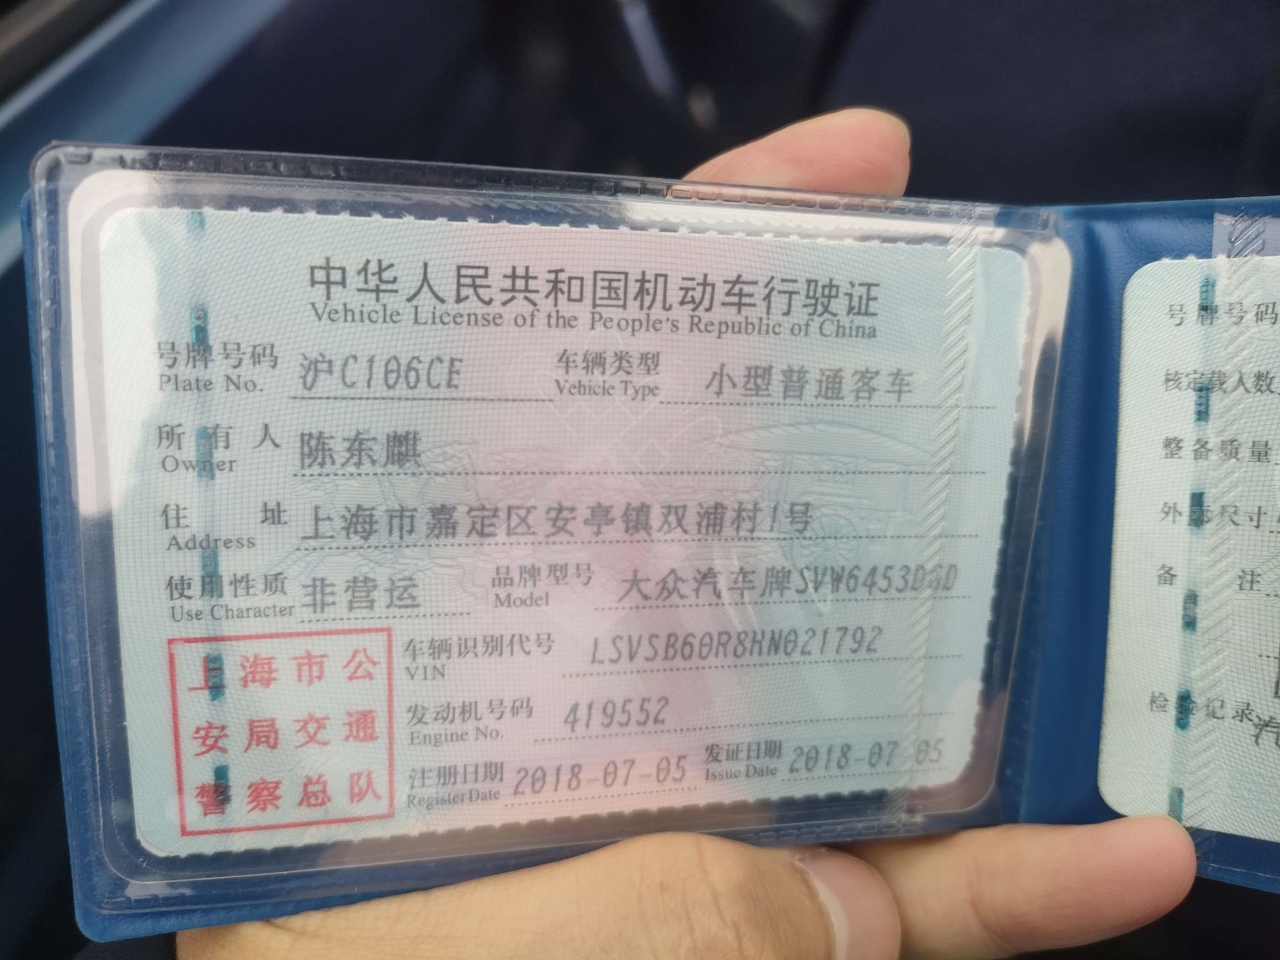 中华人民共和国机动车行驶证
Vehicle License of the People's Republic of China
号牌号码 Plate No. 沪C106CE 车辆类型 Vehicle Type 小型普通客车
所有人 Owner 陈东麒
住址 Address 上海市嘉定区安亭镇双浦村1号
使用性质 Use Character 非营运 品牌型号 Model 大众汽车牌SVW6453DGD
上海市公
安局交通
警察总队
车辆识别代号 VIN LSVSB60R8HN021792
发动机号码 Engine No. 419552
注册日期 Register Date 2018-07-05 发证日期 Issue Date 2018-07-05
号牌号码
核定载人数
整备质量
外廓尺寸
备 注
检验记录